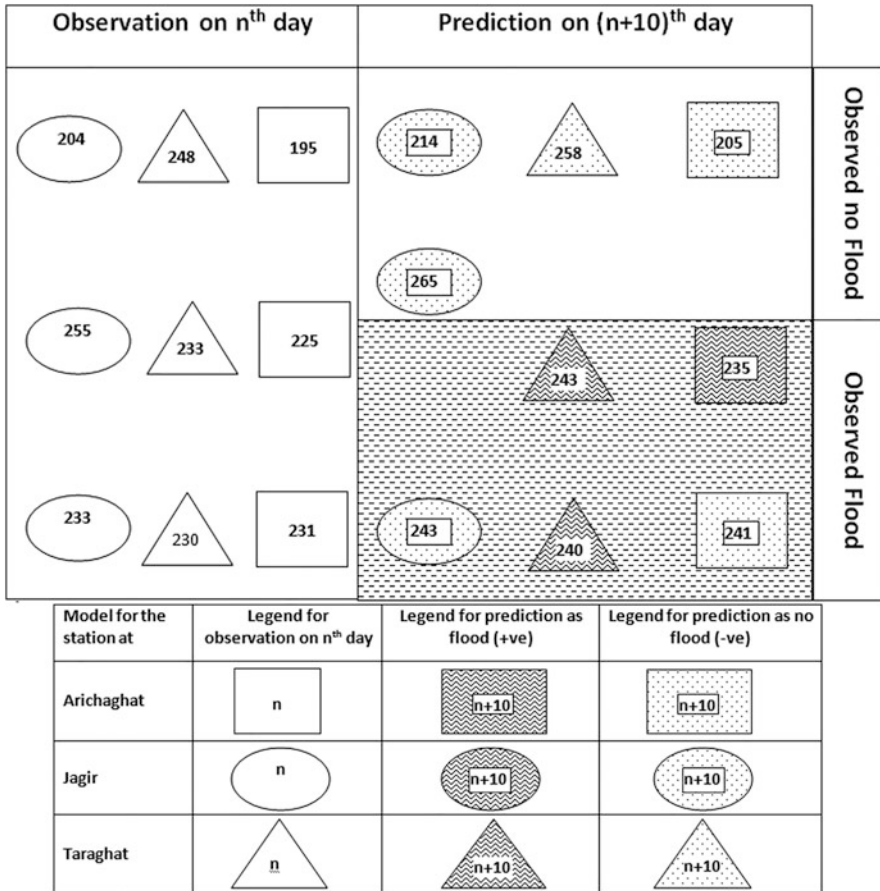 Observation on nth day
Prediction on (n+10)th day
204
248
195
214
258
205
Observed no Flood
265
255
233
225
243
235
Observed Flood
233
230
231
243
240
241
Model for the
station at
Legend for
observation on nth day
Legend for prediction as
flood (+ve)
Legend for prediction as no
flood (-ve)
Arichaghat
n
n+10
n+10
Jagir
n
n+10
n+10
Taraghat
n
n+10
n+10